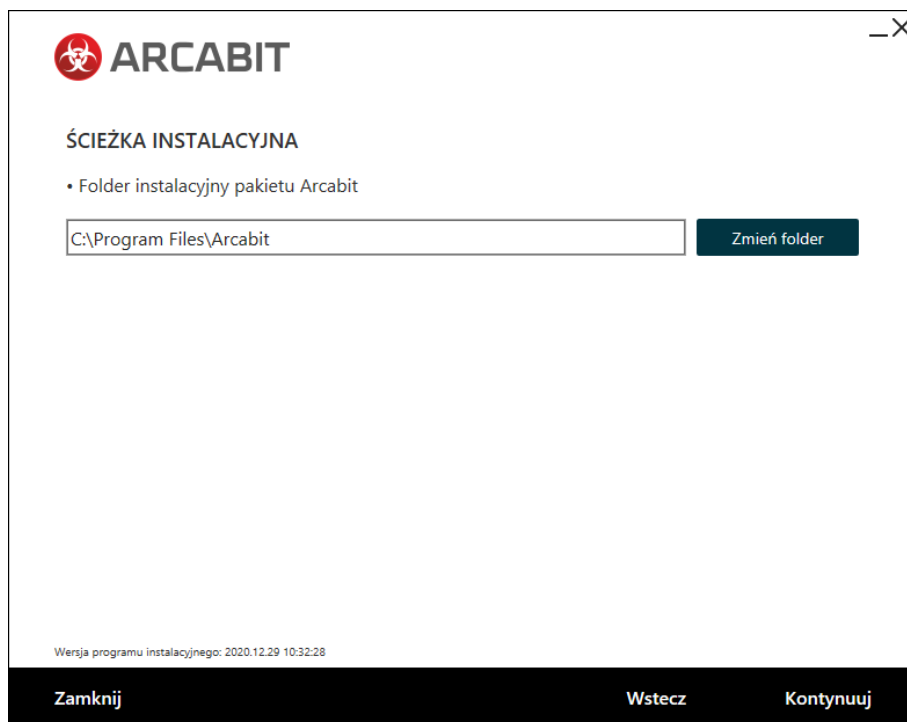 ARCABIT
ŚCIEŻKA INSTALACYJNA
• Folder instalacyjny pakietu Arcabit
C:\Program Files\Arcabit
Zmień folder
Wersja programu instalacyjnego: 2020.12.29 10:32:28
Zamknij
Wstecz
Kontynuuj